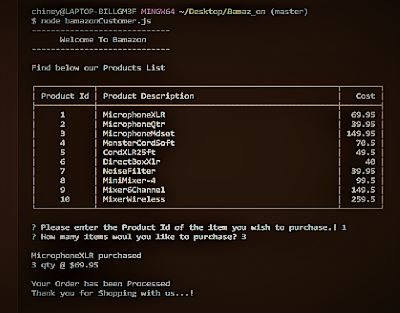 chiney@LAPTOP-BILLGM3F MINGW64 ~/Desktop/Bamaz_on (master)
$ node bamazonCustomer.js
----------------------------
Welcome To Bamazon
----------------------------
Find below our Products List
Product Id Product Description Cost
1 MicrophoneXLR 69.95
2 MicrophoneQtr 39.95
3 MicrophoneHdset 149.95
4 MonsterCordSoft 70.5
5 CordXLR25ft 49.5
6 DirectBoxXlr 40
7 NoiseFilter 39.95
8 MiniMixer-4 99.5
9 Mixer6Channel 149.5
10 MixerWireless 259.5
? Please enter the Product Id of the item you wish to purchase.! 1
? How many items woul you like to purchase? 3
MicrophoneXLR purchased
3 qty @ $69.95
Your Order has been Processed
Thank you for Shopping with us...!